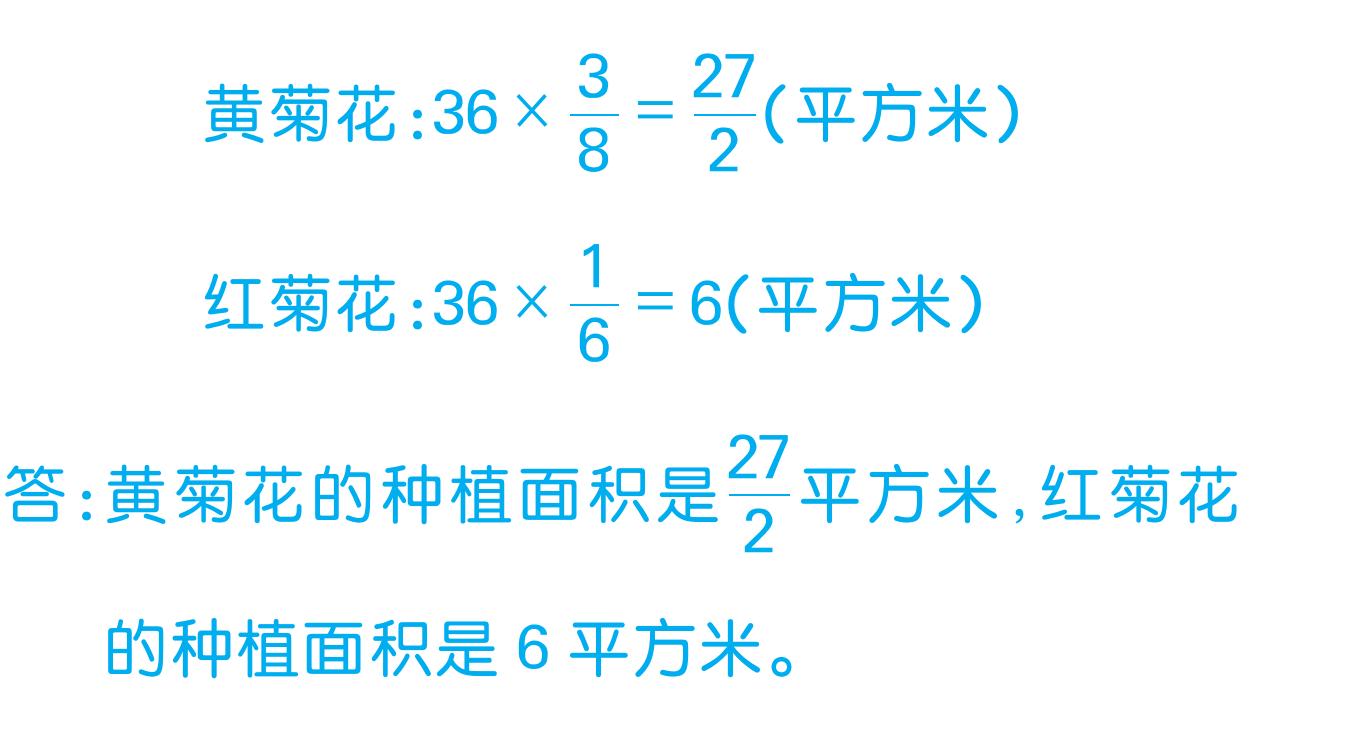 黄菊花:36 × 3/8 = 27/2(平方米)
红菊花:36 × 1/6 = 6(平方米)
答:黄菊花的种植面积是27/2平方米,红菊花
的种植面积是 6 平方米。